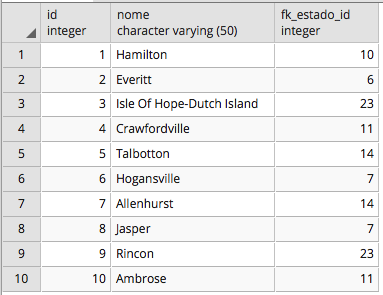 id nome fk_estado_id
integer character varying (50) integer
1 1 Hamilton 10
2 2 Everitt 6
3 3 Isle Of Hope-Dutch Island 23
4 4 Crawfordville 11
5 5 Talbotton 14
6 6 Hogansville 7
7 7 Allenhurst 14
8 8 Jasper 7
9 9 Rincon 23
10 10 Ambrose 11